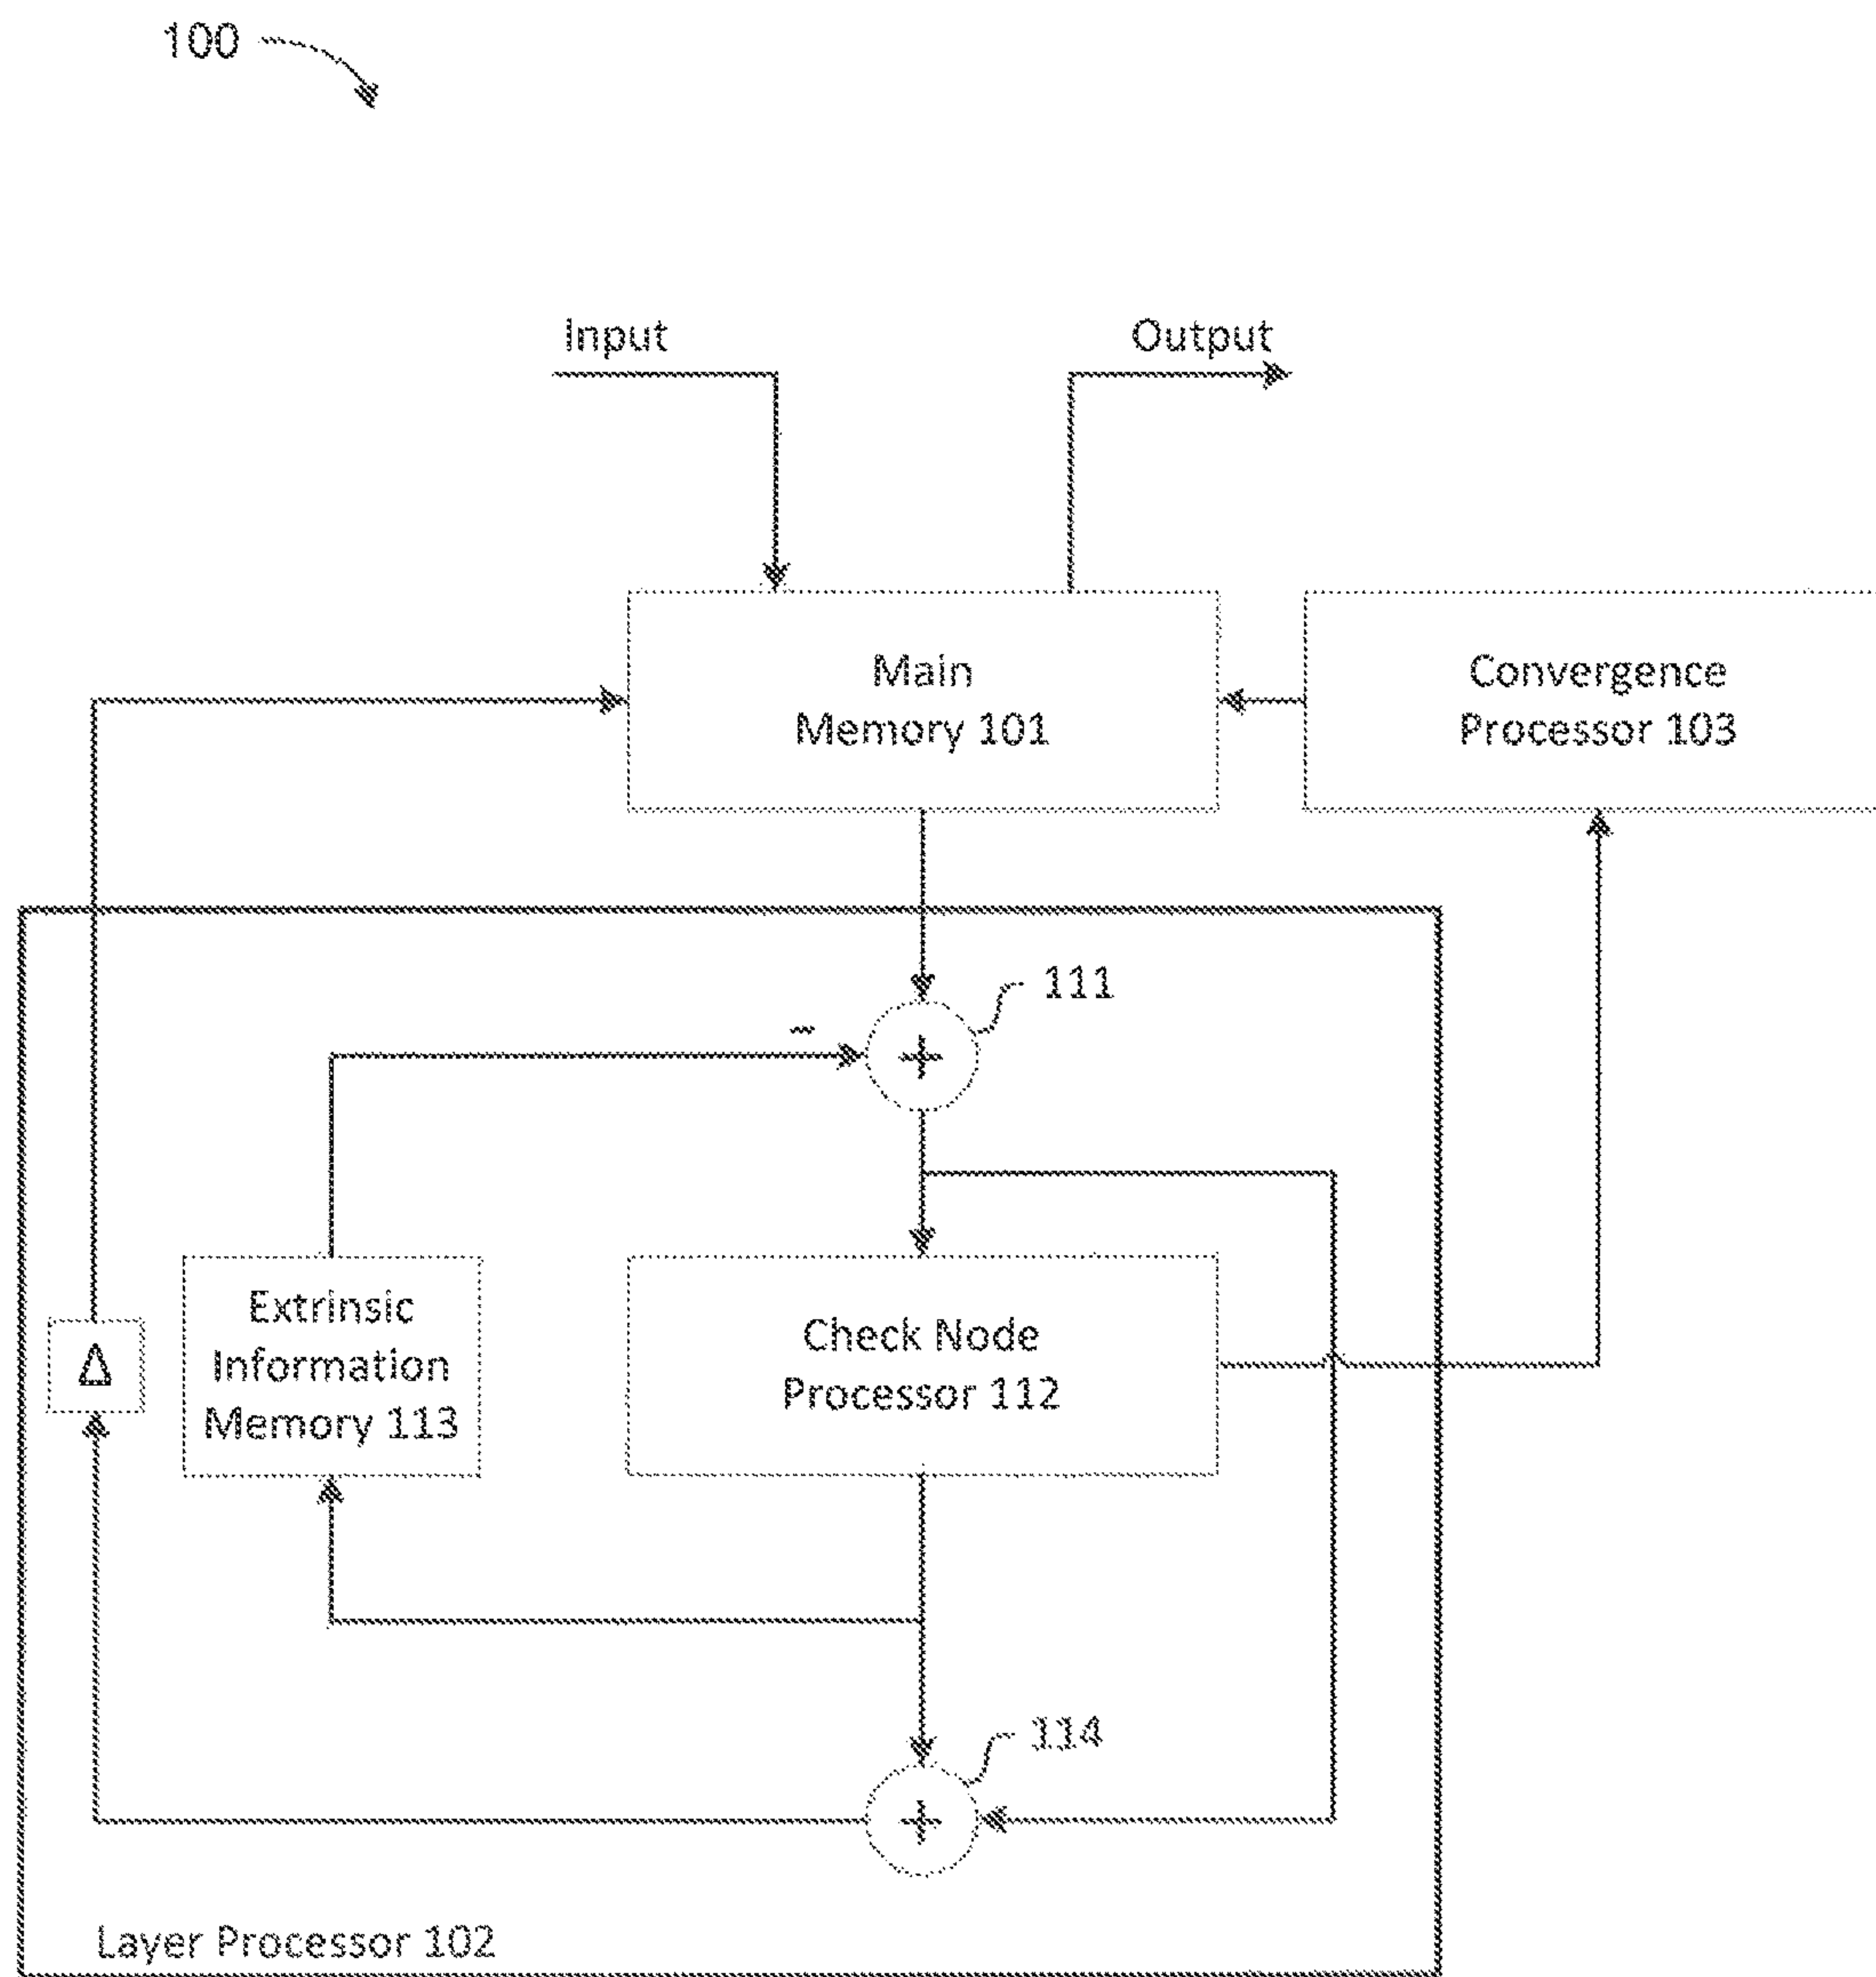 100
Input
Output
Main
Memory 101
Convergence
Processor 103
111
-
+
Extrinsic
Information
Memory 113
Δ
Check Node
Processor 112
114
+
Layer Processor 102